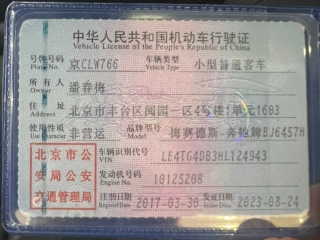 中华人民共和国机动车行驶证
Vehicle License of the People's Republic of China
号牌号码 京CLW766 车辆类型 小型普通客车
Plate No. Vehicle Type
所有人 潘春梅
Owner
住址 北京市丰台区阅园一区4号楼1单元1603
Address
使用性质 非营运 品牌型号 梅赛德斯-奔驰牌BJ6457H
Use Character Model
北京市公安局公安交通管理局
车辆识别代号 LE4TG4DB3HL124943
VIN
发动机号码 10125208
Engine No.
注册日期 2017-03-30 发证日期 2023-08-24
Register Date Issue Date